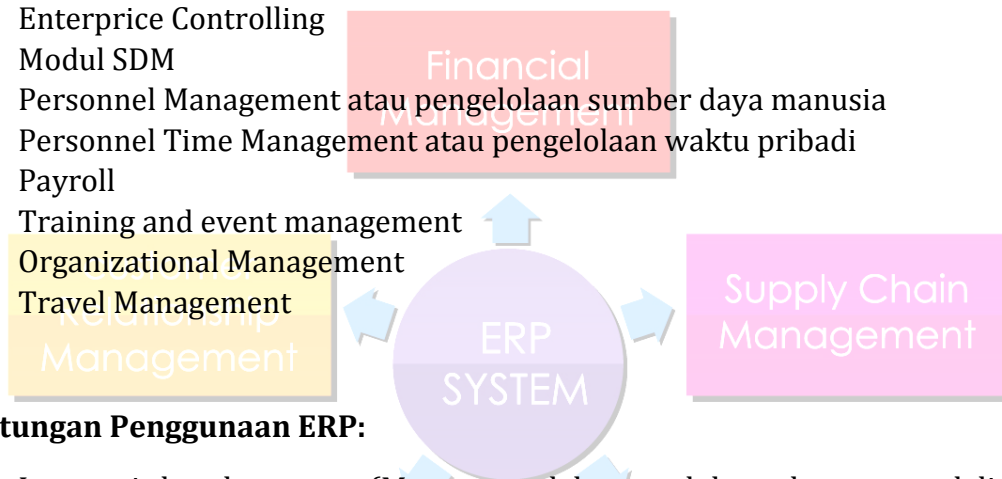 Enterprice Controlling
Modul SDM
Personnel Management atau pengelolaan sumber daya manusia
Personnel Time Management atau pengelolaan waktu pribadi
Payroll
Training and event management
Organizational Management
Travel Management
tungan Penggunaan ERP:
Financial
Management
Relationship
Management
ERP
SYSTEM
Supply Chain
Management